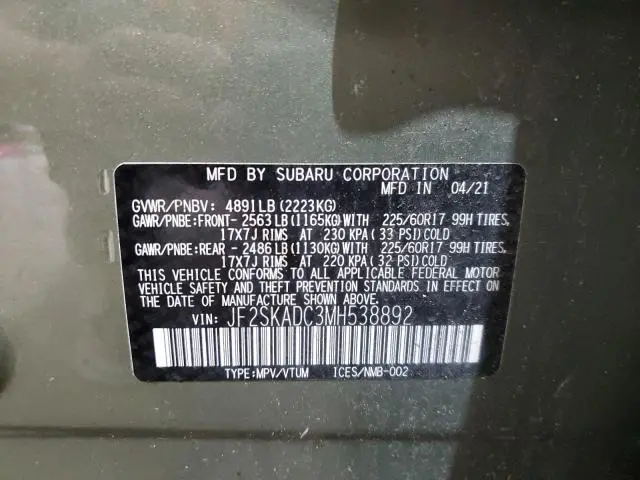 MFD BY SUBARU CORPORATION
MFD IN 04/21
GVWR/PNBV: 4891LB (2223KG)
GAWR/PNBE:FRONT- 2563LB(1165KG)WITH 225/60R17 99H TIRES,
17X7J RIMS AT 230 KPA(33 PSI)COLD
GAWR/PNBE:REAR - 2486LB(1130KG)WITH 225/60R17 99H TIRES,
17X7J RIMS AT 220 KPA(32 PSI)COLD
THIS VEHICLE CONFORMS TO ALL APPLICABLE FEDERAL MOTOR
VEHICLE SAFETY AND THEFT PREVENTION STANDARDS IN EFFECT
ON THE DATE OF MANUFACTURE SHOWN ABOVE.
VIN: JF2SKADC3MH538892
TYPE:MPV/VTUM ICES/NMB-002